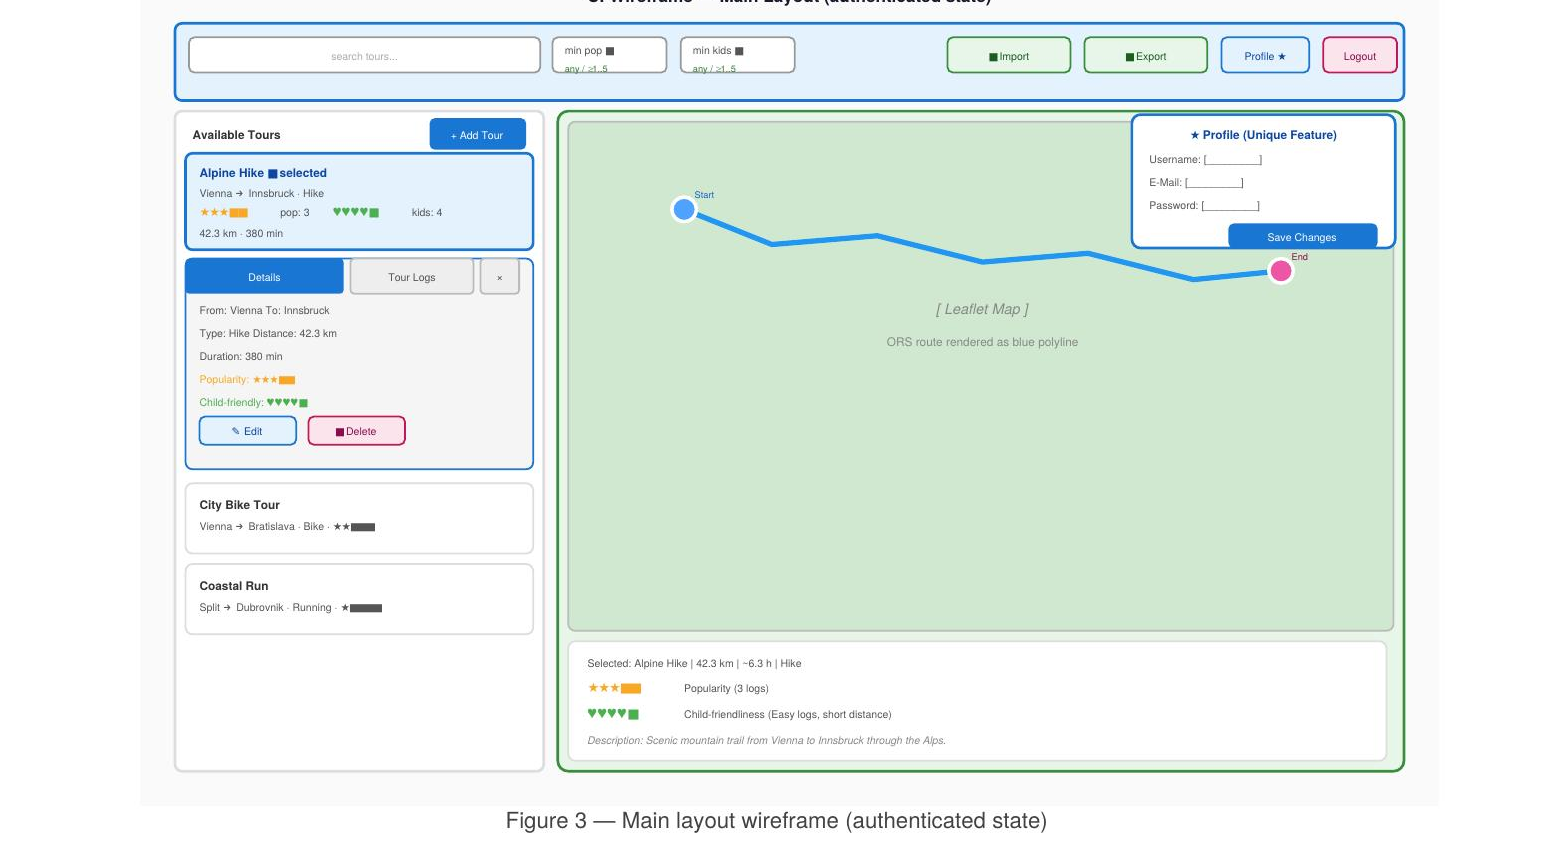 search tours...
min pop ■
any / ≥1..5
min kids ■
any / ≥1..5
■ Import
■ Export
Profile ★
Logout
Available Tours
+ Add Tour
Alpine Hike ■ selected
Vienna → Innsbruck · Hike
★★★■■ pop: 3 ♥♥♥♥■ kids: 4
42.3 km · 380 min
Details
Tour Logs
×
From: Vienna To: Innsbruck
Type: Hike Distance: 42.3 km
Duration: 380 min
Popularity: ★★★■■
Child-friendly: ♥♥♥♥■
✎ Edit
■ Delete
City Bike Tour
Vienna → Bratislava · Bike · ★★■■■
Coastal Run
Split → Dubrovnik · Running · ★■■■■
★ Profile (Unique Feature)
Username: [_________]
E-Mail: [_________]
Password: [_________]
Save Changes
Start
End
[ Leaflet Map ]
ORS route rendered as blue polyline
Selected: Alpine Hike | 42.3 km | ~6.3 h | Hike
★★★■■ Popularity (3 logs)
♥♥♥♥■ Child-friendliness (Easy logs, short distance)
Description: Scenic mountain trail from Vienna to Innsbruck through the Alps.
Figure 3 — Main layout wireframe (authenticated state)